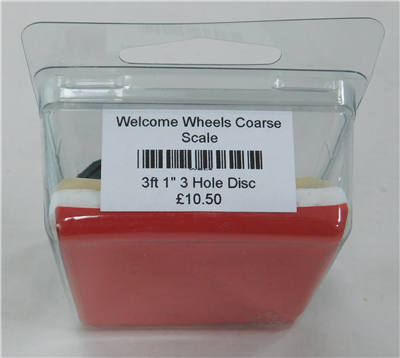 Welcome Wheels Coarse
Scale
3ft 1" 3 Hole Disc
£10.50